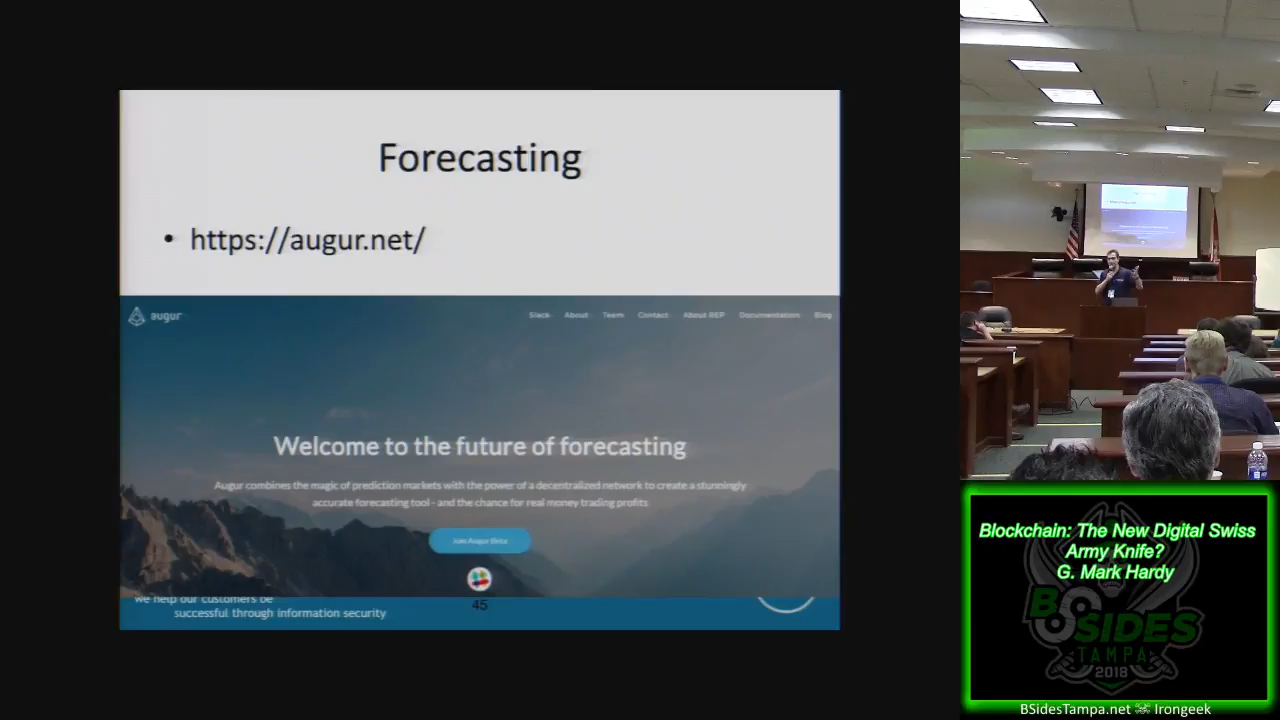 Forecasting
• https://augur.net/
augur
Slack About Team Contact About REP Documentation Blog
Welcome to the future of forecasting
Augur combines the magic of prediction markets with the power of a decentralized network to create a stunningly
accurate forecasting tool - and the chance for real money trading profits
Join Augur Beta
45
we help our customers be
successful through information security
Blockchain: The New Digital Swiss
Army Knife?
G. Mark Hardy
BSIDES
TAMPA
2018
BSidesTampa.net Irongeek